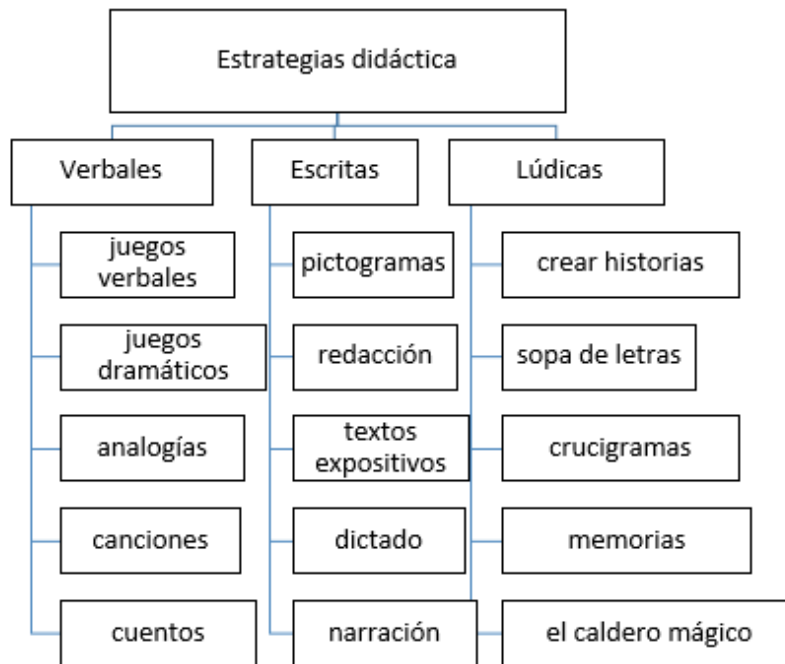 Estrategias didáctica
Verbales
juegos
verbales
juegos
dramáticos
analogías
canciones
cuentos
Escritas
pictogramas
redacción
textos
expositivos
dictado
narración
Lúdicas
crear historias
sopa de letras
crucigramas
memorias
el caldero mágico